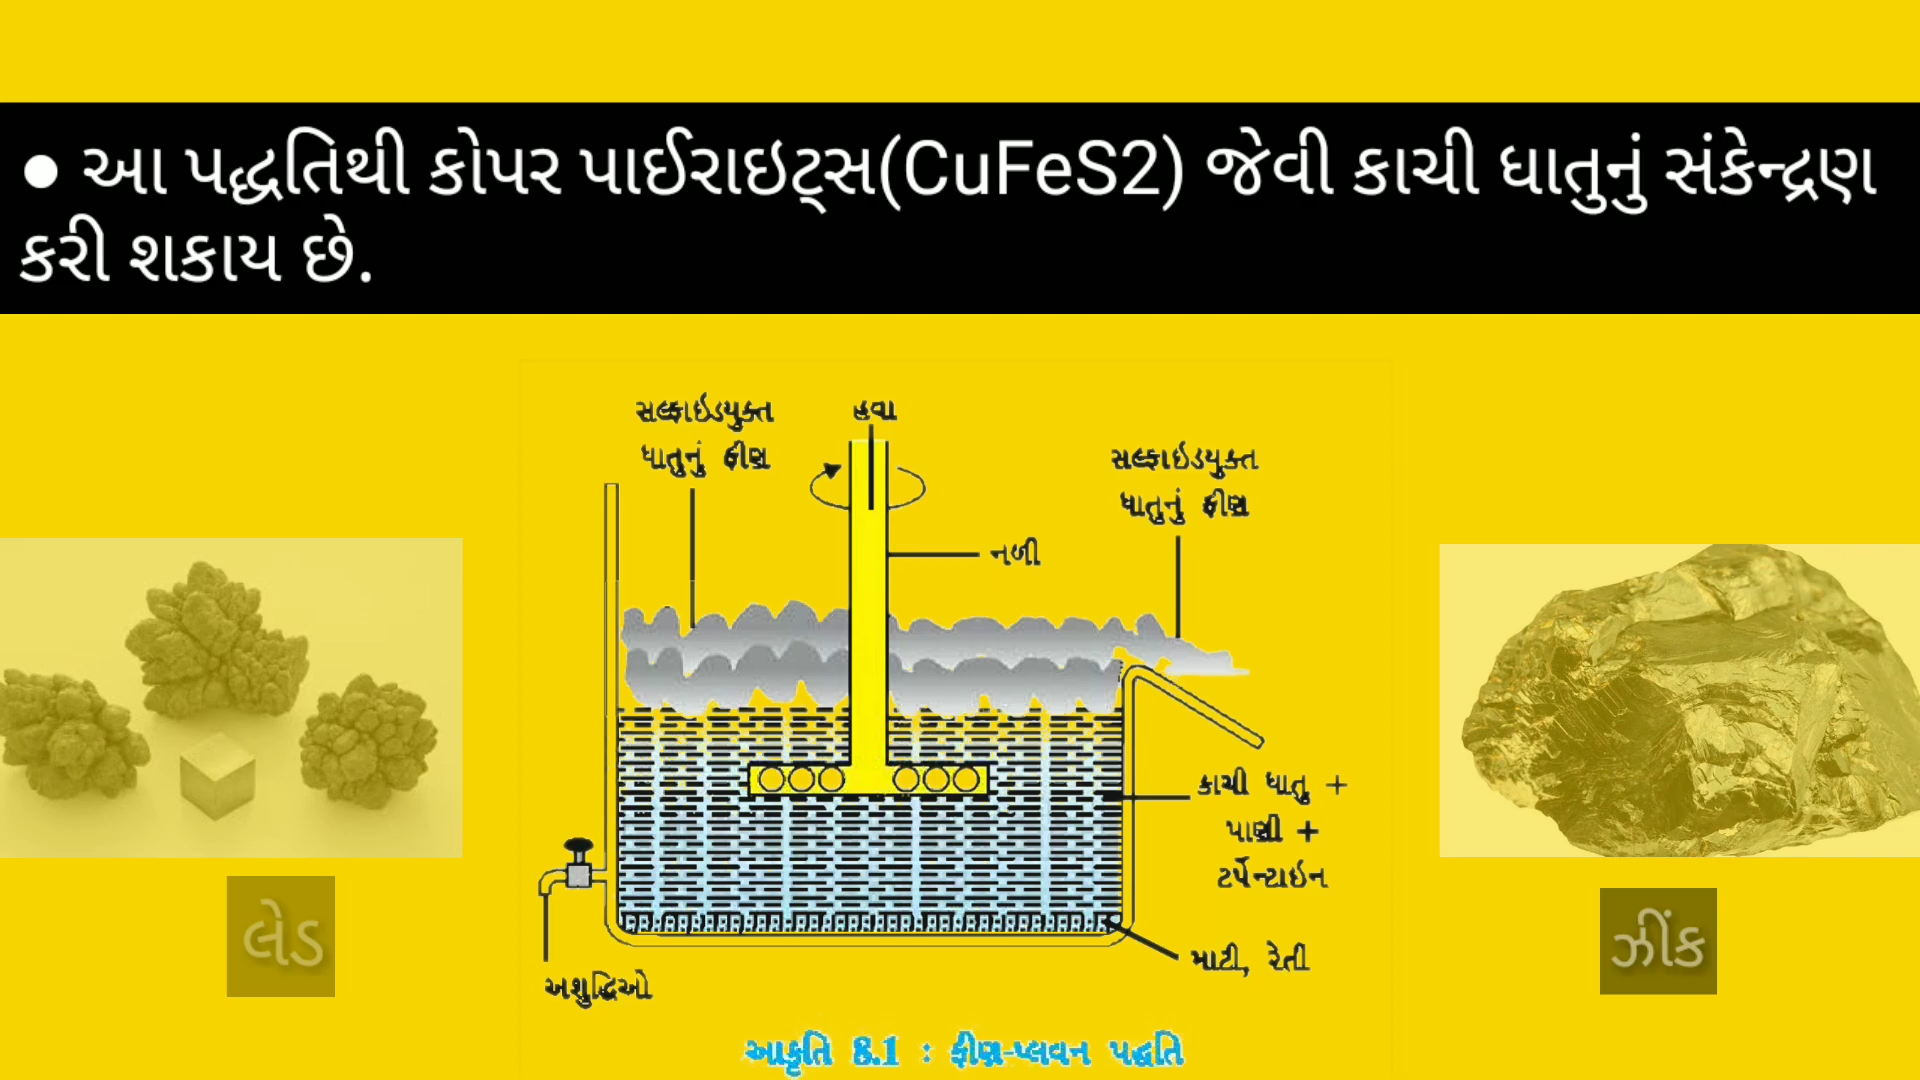 ● આ પદ્ધતિથી કોપર પાઈરાઇટ્સ(CuFeS2) જેવી કાચી ધાતુનું સંકેન્દ્રણ
કરી શકાય છે.
સલ્ફાઇડયુક્ત
ધાતુનું ફીણ
હવા
સલ્ફાઇડયુક્ત
ધાતુનું ફીણ
નળી
કાચી ધાતુ +
પાણી +
ટર્પેન્ટાઇન
માટી, રેતી
અશુદ્ધિઓ
લેડ
ઝીંક
આકૃતિ 8.1 : ફીણ-પ્લવન પદ્ધતિ